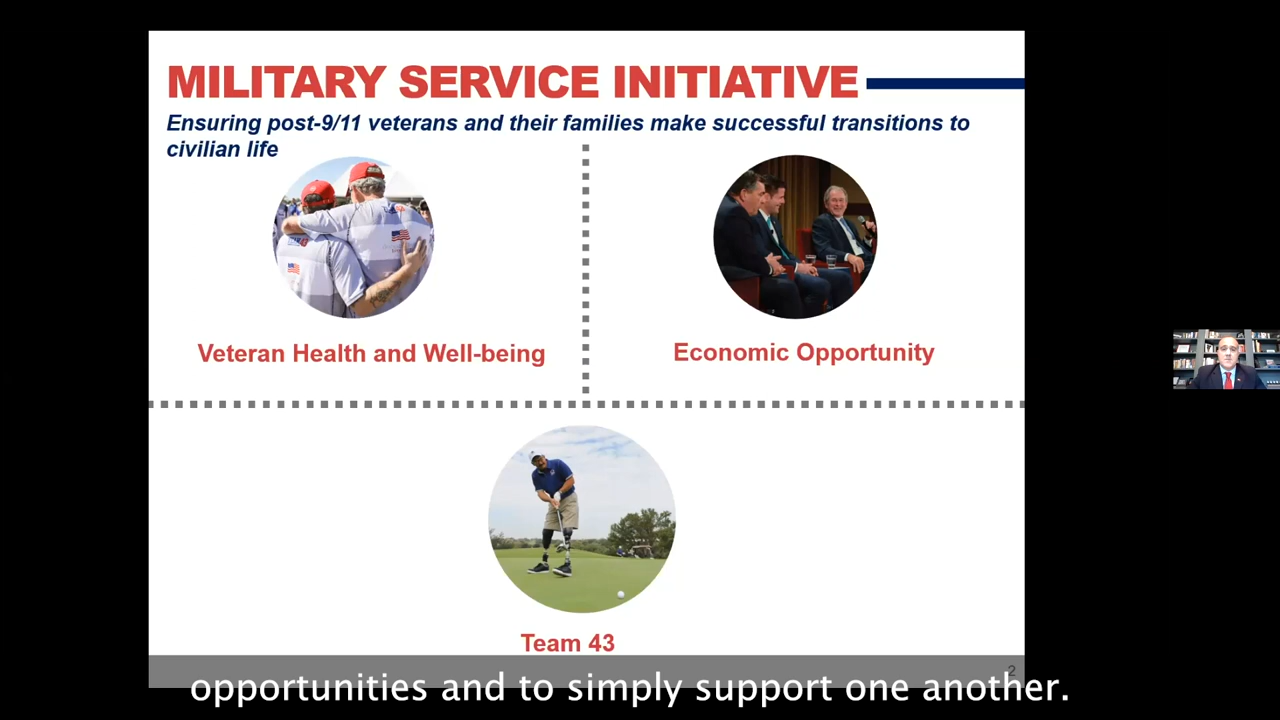 MILITARY SERVICE INITIATIVE
Ensuring post-9/11 veterans and their families make successful transitions to
civilian life
Veteran Health and Well-being
Economic Opportunity
Team 43
2
opportunities and to simply support one another.